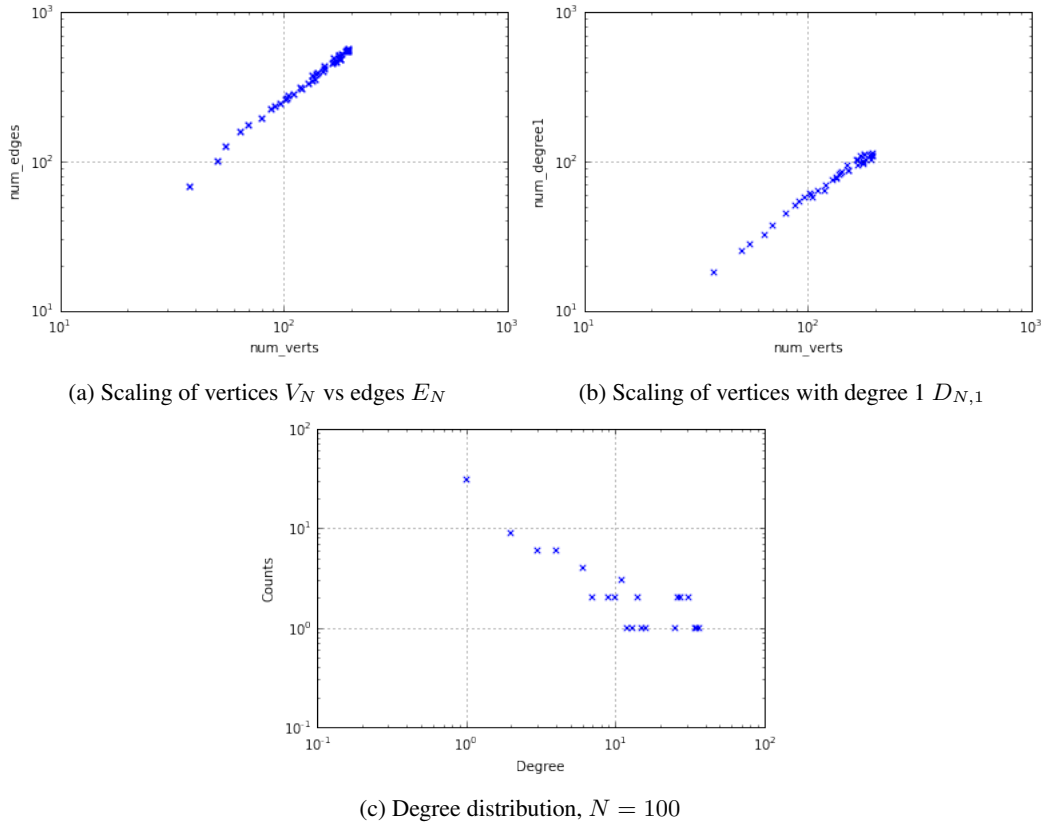 10³
10²
10¹
num_edges
10¹ 10² 10³
num_verts
(a) Scaling of vertices V_N vs edges E_N
10³
10²
10¹
num_degree1
10¹ 10² 10³
num_verts
(b) Scaling of vertices with degree 1 D_{N,1}
10²
10¹
10⁰
10⁻¹
Counts
10⁻¹ 10⁰ 10¹ 10²
Degree
(c) Degree distribution, N = 100